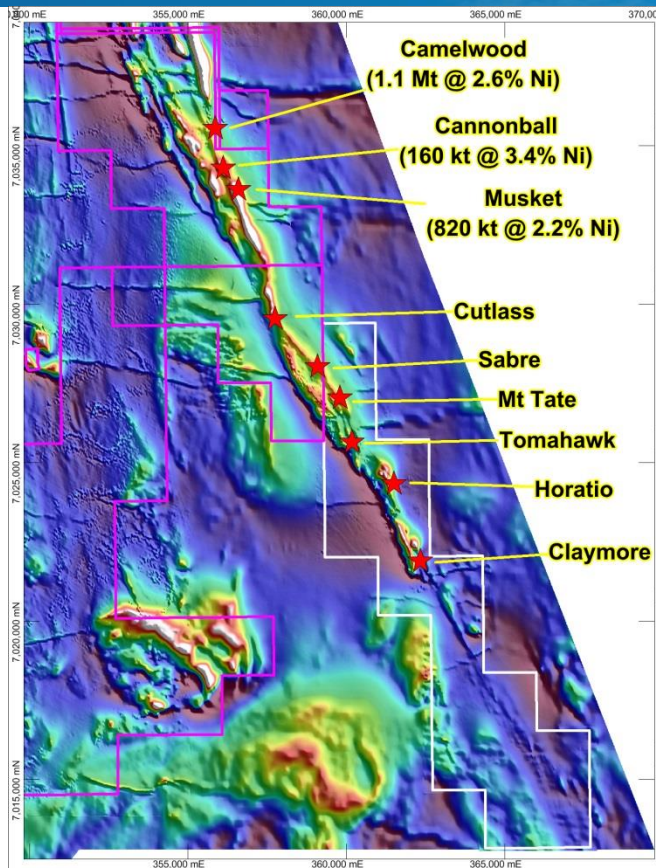 355,000 mE
360,000 mE
365,000 mE
Camelwood
(1.1 Mt @ 2.6% Ni)
7,035,000 mN
Cannonball
(160 kt @ 3.4% Ni)
Musket
(820 kt @ 2.2% Ni)
7,030,000 mN
Cutlass
Sabre
Mt Tate
Tomahawk
7,025,000 mN
Horatio
Claymore
7,020,000 mN
7,015,000 mN
355,000 mE
360,000 mE
365,000 mE